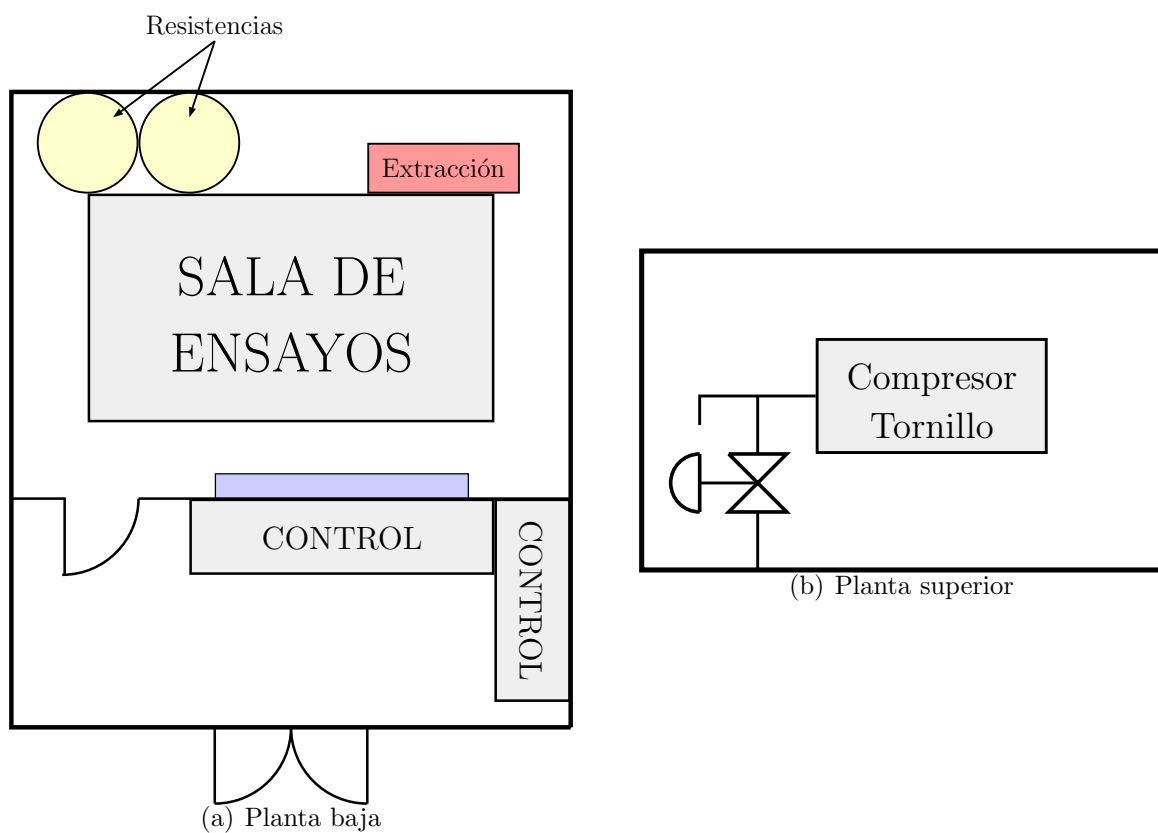 Resistencias
Extracción
SALA DE
ENSAYOS
CONTROL
CONTROL
(a) Planta baja
Compresor
Tornillo
(b) Planta superior